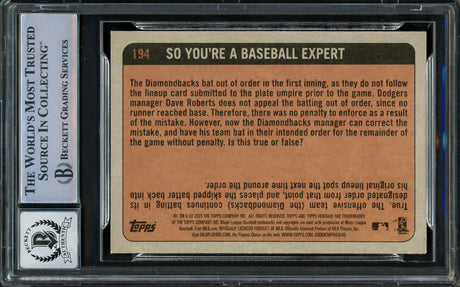 194 SO YOU'RE A BASEBALL EXPERT
The Diamondbacks bat out of order in the first inning, as they do not follow
the lineup card submitted to the plate umpire prior to the game. Dodgers
manager Dave Roberts does not appeal the batting out of order, since no
runner reached base. Therefore, there was no penalty to enforce as a result
of the mistake. However, now the Diamondbacks manager can correct the
mistake, and have his team bat in their intended order for the remainder of
the game without penalty. Is this true or false?
True. The offensive team (the Diamondbacks) continues batting in its
designated order from that point on, and places the batter skipped back into
his original lineup spot the next time around the order.
Topps
THE WORLD'S MOST TRUSTED
SOURCE IN COLLECTING
BECKETT GRADING SERVICES
BECKETT
AUTHENTIC